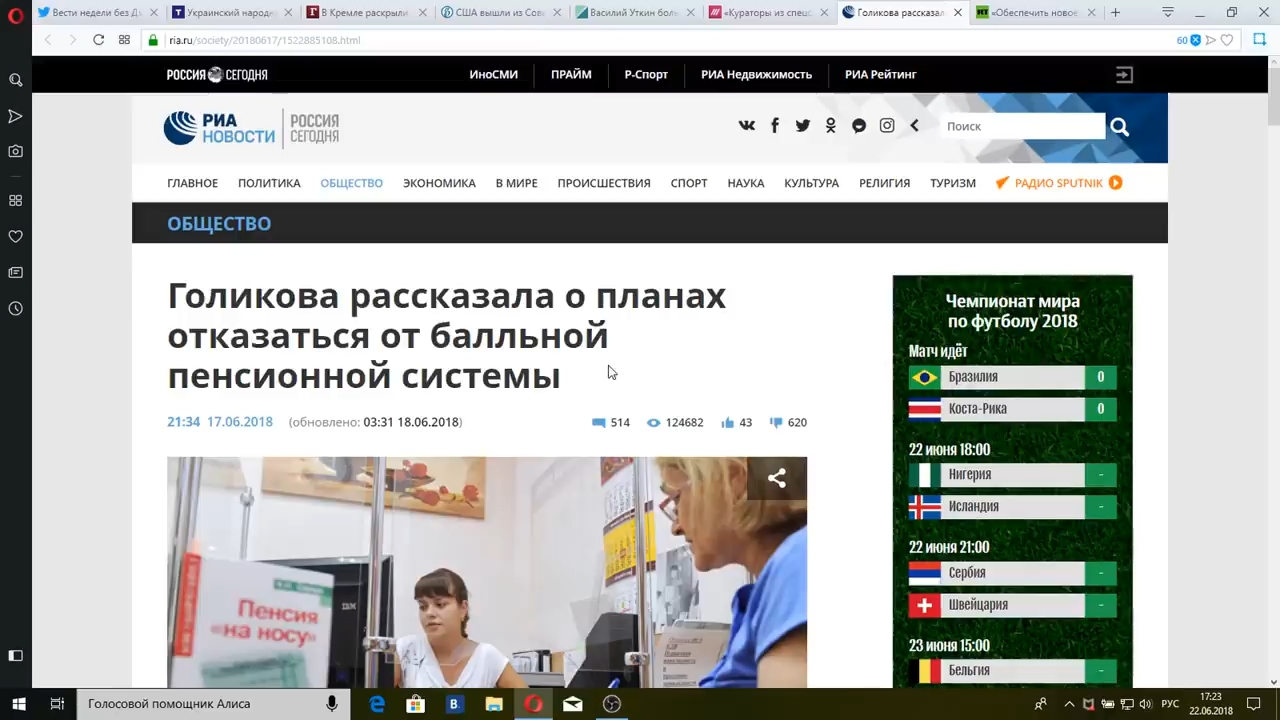 Вести недели без Д
Украинский народн
В Кремле раскрыли
США вышли из Сове
Василий Уткин боль
«Кураторы из спец
Голикова рассказал
«Обеспечить новое
ria.ru/society/20180617/1522885108.html
60
РОССИЯ СЕГОДНЯ
ИноСМИ
ПРАЙМ
Р-Спорт
РИА Недвижимость
РИА Рейтинг
РИА НОВОСТИ
РОССИЯ СЕГОДНЯ
Поиск
ГЛАВНОЕ ПОЛИТИКА ОБЩЕСТВО ЭКОНОМИКА В МИРЕ ПРОИСШЕСТВИЯ СПОРТ НАУКА КУЛЬТУРА РЕЛИГИЯ ТУРИЗМ РАДИО SPUTNIK
ОБЩЕСТВО
Голикова рассказала о планах
отказаться от балльной
пенсионной системы
21:34 17.06.2018 (обновлено: 03:31 18.06.2018)
514 124682 43 620
Пенсия
«на носу»
IBM
Чемпионат мира
по футболу 2018
Матч идёт
Бразилия 0
Коста-Рика 0
22 июня 18:00
Нигерия -
Исландия -
22 июня 21:00
Сербия -
Швейцария -
23 июня 15:00
Бельгия -
Голосовой помощник Алиса
РУС
17:23
22.06.2018